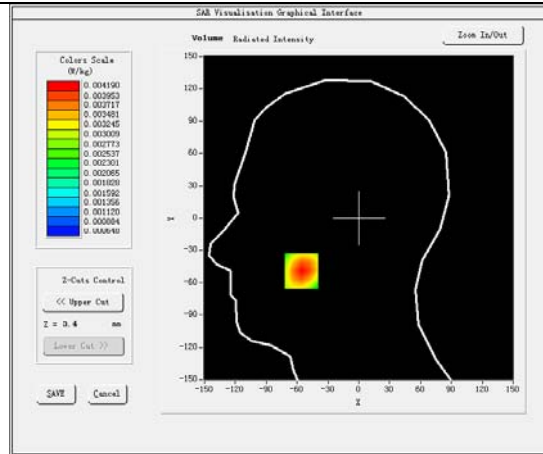 SAR Visualisation Graphical Interface
Volume Radiated Intensity
Zoom In/Out
Colors Scale
(W/kg)
0.004190
0.003953
0.003717
0.003481
0.003245
0.003009
0.002773
0.002537
0.002301
0.002065
0.001828
0.001592
0.001356
0.001120
0.000884
0.000648
Z-Cuts Control
<< Upper Cut
Z = 3.4 mm
Lower Cut >>
SAVE Cancel
150
120
90
60
30
0
-30
-60
-90
-120
-150
Y
-150 -120 -90 -60 -30 0 30 60 90 120 150
X